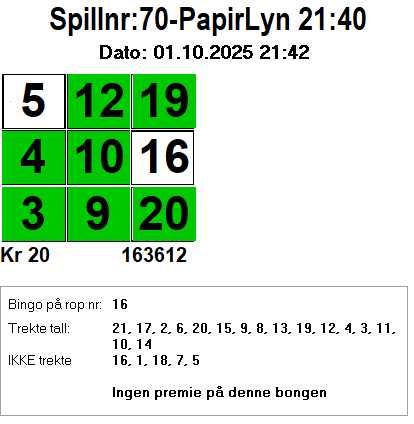 Spillnr:70-PapirLyn 21:40
Dato: 01.10.2025 21:42
5 12 19
4 10 16
3 9 20
Kr 20 163612
Bingo på rop nr: 16
Trekte tall: 21, 17, 2, 6, 20, 15, 9, 8, 13, 19, 12, 4, 3, 11,
10, 14
IKKE trekte 16, 1, 18, 7, 5
Ingen premie på denne bongen